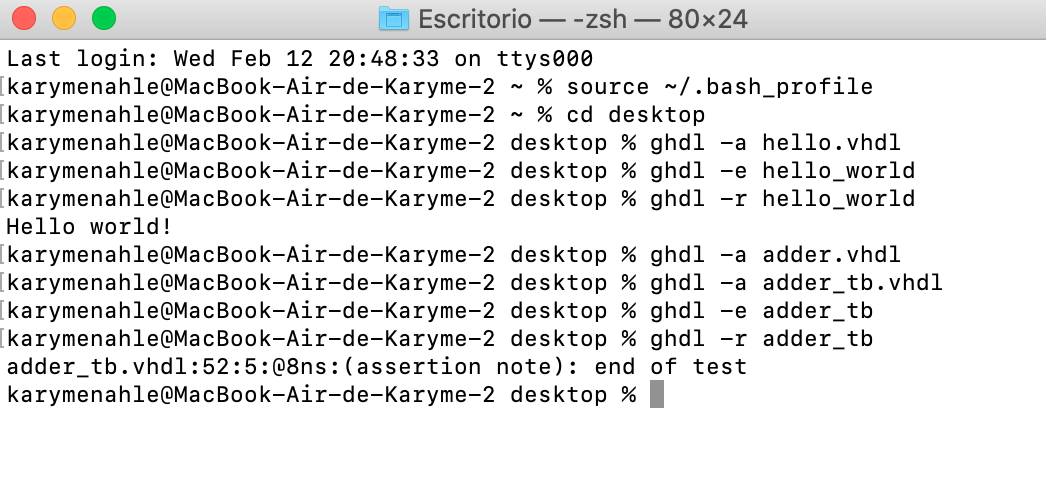 Escritorio — -zsh — 80×24
Last login: Wed Feb 12 20:48:33 on ttys000
[karymenahle@MacBook-Air-de-Karyme-2 ~ % source ~/.bash_profile
[karymenahle@MacBook-Air-de-Karyme-2 ~ % cd desktop
[karymenahle@MacBook-Air-de-Karyme-2 desktop % ghdl -a hello.vhdl
[karymenahle@MacBook-Air-de-Karyme-2 desktop % ghdl -e hello_world
[karymenahle@MacBook-Air-de-Karyme-2 desktop % ghdl -r hello_world
Hello world!
[karymenahle@MacBook-Air-de-Karyme-2 desktop % ghdl -a adder.vhdl
[karymenahle@MacBook-Air-de-Karyme-2 desktop % ghdl -a adder_tb.vhdl
[karymenahle@MacBook-Air-de-Karyme-2 desktop % ghdl -e adder_tb
[karymenahle@MacBook-Air-de-Karyme-2 desktop % ghdl -r adder_tb
adder_tb.vhdl:52:5:@8ns:(assertion note): end of test
karymenahle@MacBook-Air-de-Karyme-2 desktop %